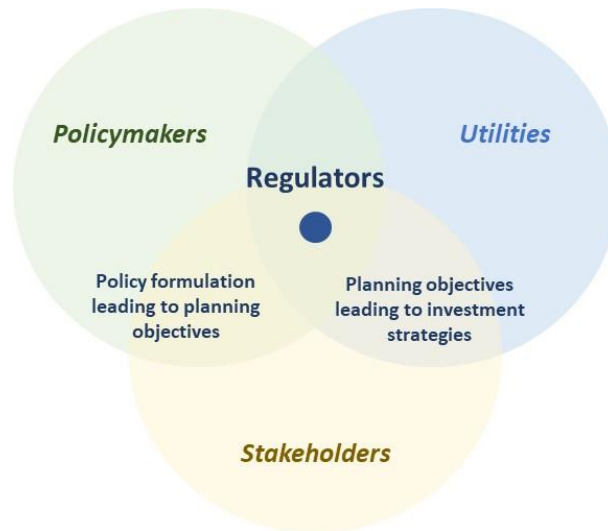 Policymakers
Utilities
Regulators
Policy formulation
leading to planning
objectives
Planning objectives
leading to investment
strategies
Stakeholders